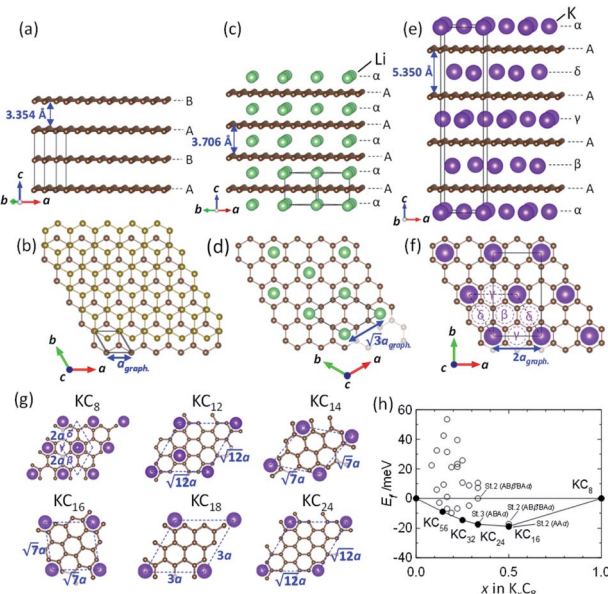 (a)
B
3.354 Å
A
B
A
c
b
a
(b)
a_graph.
b
c
a
(c)
Li
α
A
α
A
3.706 Å
α
A
α
A
α
c
b
a
(d)
√3a_graph.
b
c
a
(e)
K
α
A
5.350 Å
δ
A
γ
A
β
A
α
c
b
a
(f)
γ
δ
β
δ
γ
b
c
a
2a_graph.
(g)
KC₈
2a
δ
γ
2a
β
KC₁₂
√12a
√12a
KC₁₄
√7a
√7a
KC₁₆
√7a
√7a
KC₁₈
3a
3a
KC₂₄
√12a
√12a
(h)
E_f /meV
60
40
20
0
-20
-40
KC₈
St.2 (ABβBAα)
St.3 (ABAα)
St.2 (ABβBAα)
St.2 (AAα)
KC₅₆
KC₃₂
KC₂₄
KC₁₆
0.0
0.5
1.0
x in KₓC₈